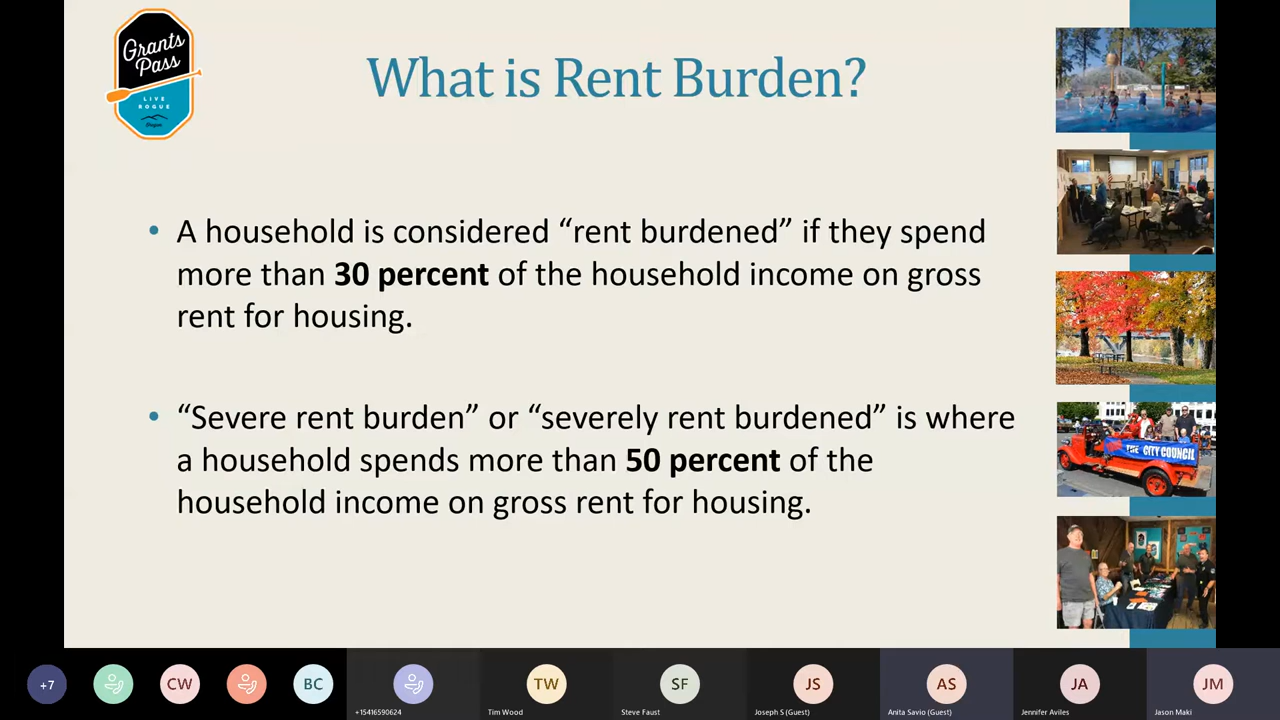 Grants
Pass
LIVE
ROGUE
Oregon
What is Rent Burden?
• A household is considered “rent burdened” if they spend
more than 30 percent of the household income on gross
rent for housing.
• “Severe rent burden” or “severely rent burdened” is where
a household spends more than 50 percent of the
household income on gross rent for housing.
THE CITY COUNCIL
+7
CW
BC
+15416590624
TW
Tim Wood
SF
Steve Faust
JS
Joseph S (Guest)
AS
Anita Savio (Guest)
JA
Jennifer Aviles
JM
Jason Maki